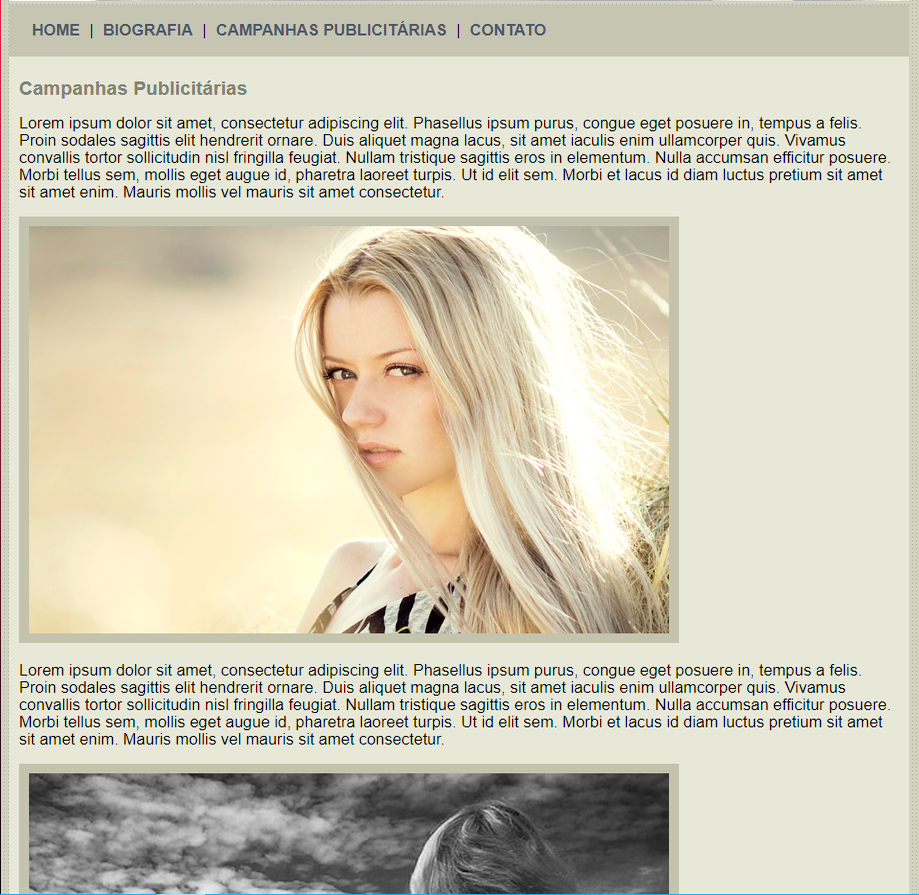 HOME | BIOGRAFIA | CAMPANHAS PUBLICITÁRIAS | CONTATO
Campanhas Publicitárias
Lorem ipsum dolor sit amet, consectetur adipiscing elit. Phasellus ipsum purus, congue eget posuere in, tempus a felis.
Proin sodales sagittis elit hendrerit ornare. Duis aliquet magna lacus, sit amet iaculis enim ullamcorper quis. Vivamus
convallis tortor sollicitudin nisl fringilla feugiat. Nullam tristique sagittis eros in elementum. Nulla accumsan efficitur posuere.
Morbi tellus sem, mollis eget augue id, pharetra laoreet turpis. Ut id elit sem. Morbi et lacus id diam luctus pretium sit amet
sit amet enim. Mauris mollis vel mauris sit amet consectetur.
Lorem ipsum dolor sit amet, consectetur adipiscing elit. Phasellus ipsum purus, congue eget posuere in, tempus a felis.
Proin sodales sagittis elit hendrerit ornare. Duis aliquet magna lacus, sit amet iaculis enim ullamcorper quis. Vivamus
convallis tortor sollicitudin nisl fringilla feugiat. Nullam tristique sagittis eros in elementum. Nulla accumsan efficitur posuere.
Morbi tellus sem, mollis eget augue id, pharetra laoreet turpis. Ut id elit sem. Morbi et lacus id diam luctus pretium sit amet
sit amet enim. Mauris mollis vel mauris sit amet consectetur.